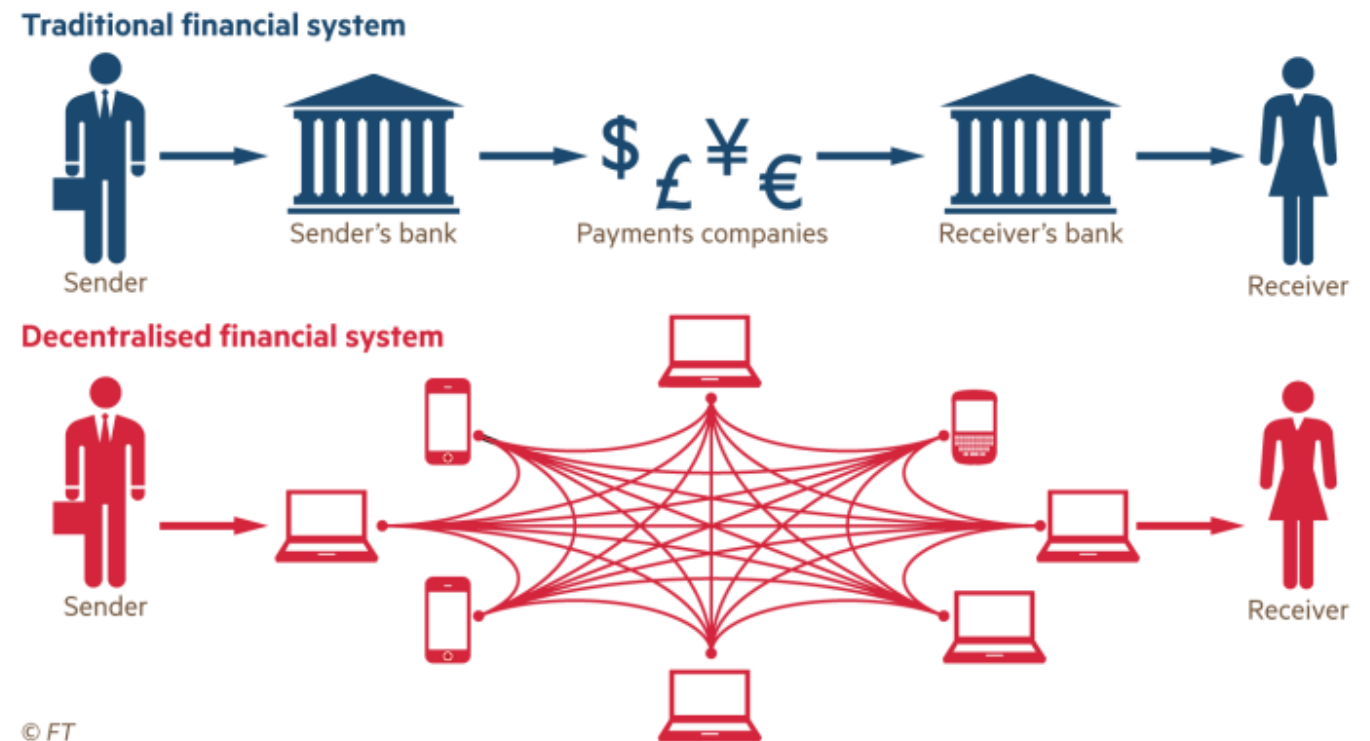 Traditional financial system
$ £ ¥ €
Sender's bank
Payments companies
Receiver's bank
Sender
Receiver
Decentralised financial system
Sender
Receiver
© FT